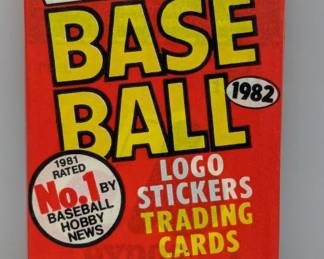 BASE
BALL
1982
1981
RATED
No.1 BY
BASEBALL
HOBBY
NEWS
LOGO
STICKERS
TRADING
CARDS